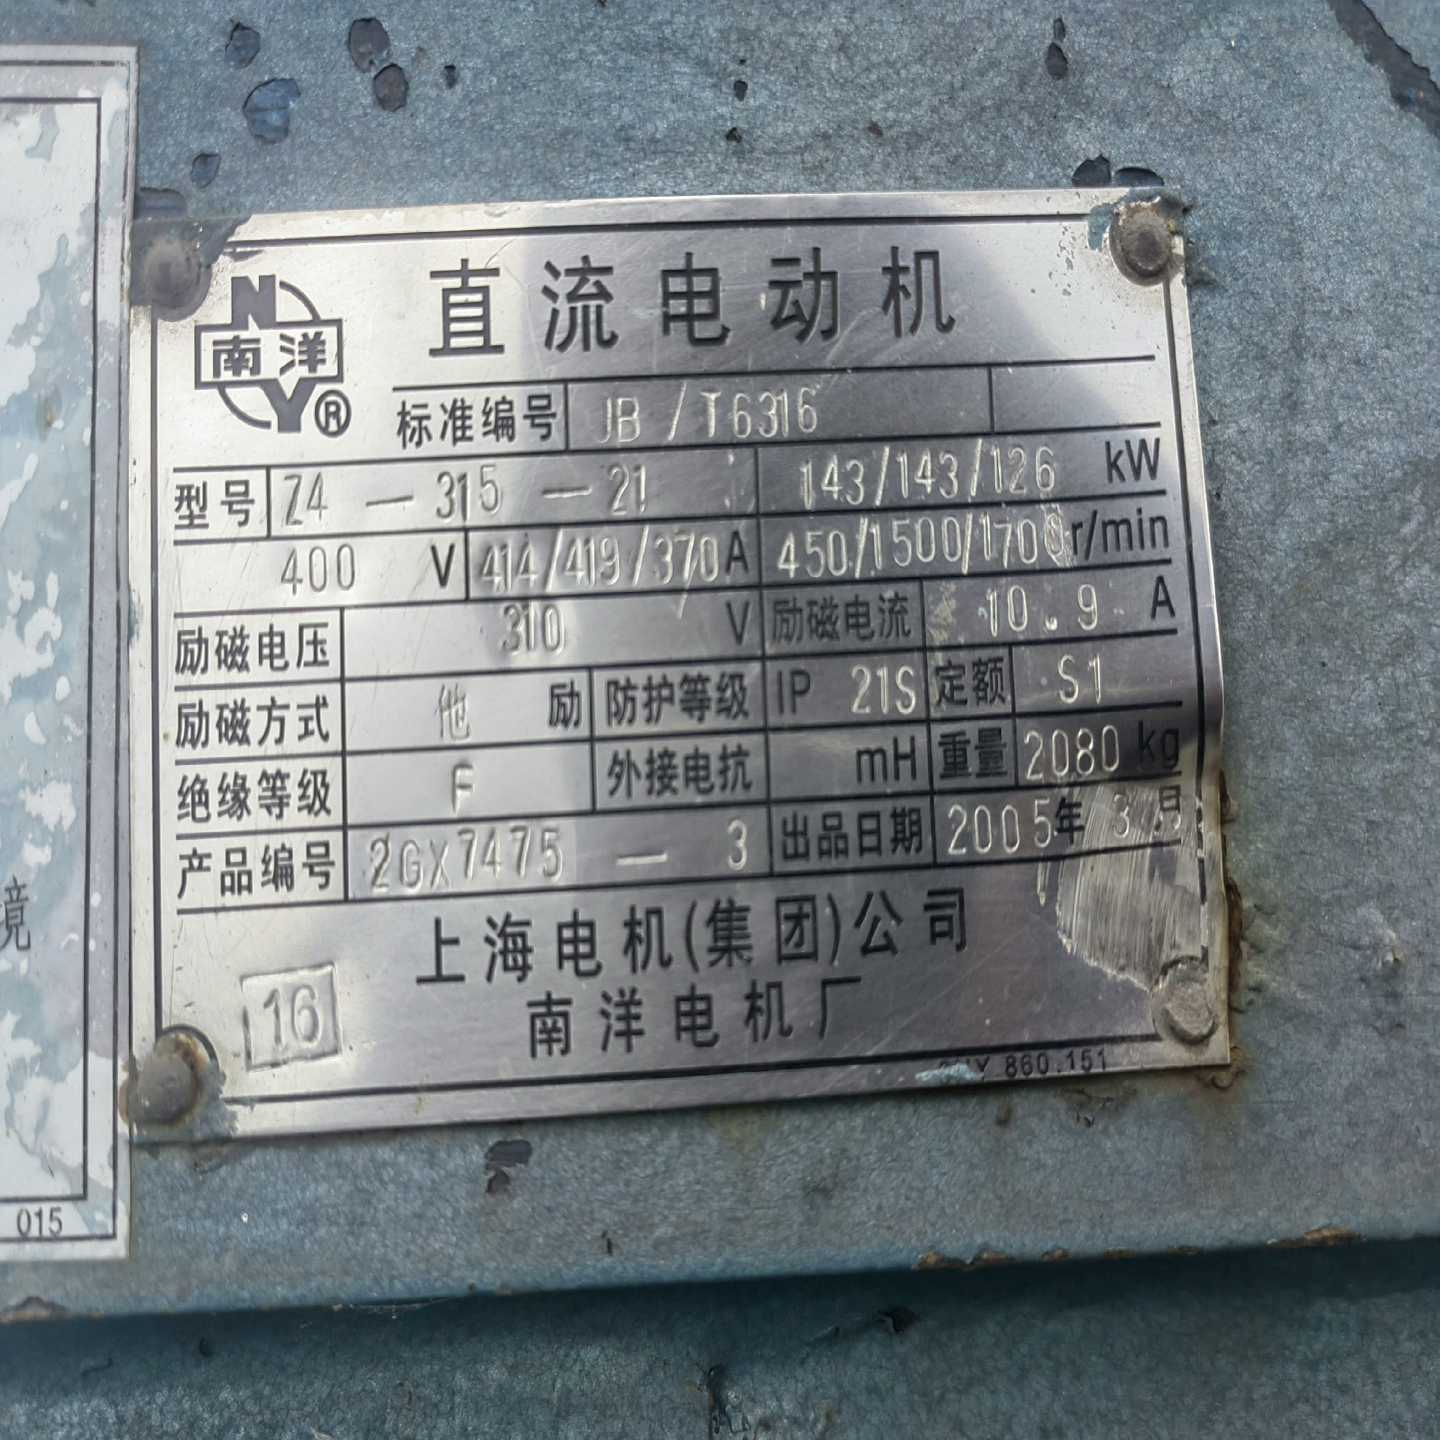 N
南洋
Y®
直流电动机
标准编号 JB/T6316
型号 Z4-315-21 143/143/126 kW
400 V 414/419/370A 450/1500/1700r/min
励磁电压 310 V 励磁电流 10.9 A
励磁方式 他励 防护等级 IP 21S 定额 S1
绝缘等级 F 外接电抗 mH 重量 2080 kg
产品编号 2GX7475-3 出品日期 2005年 3月
上海电机(集团)公司
南洋电机厂
16
860.151
境
015